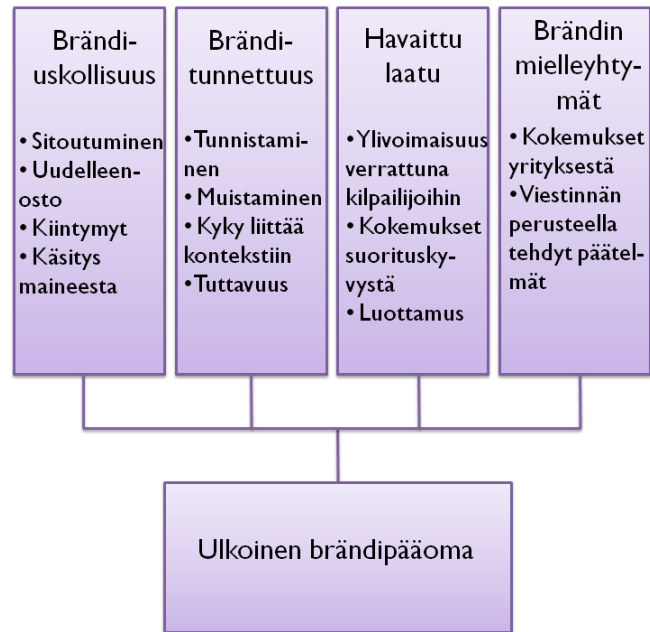 Brändi-
uskollisuus
• Sitoutuminen
• Uudelleen-
osto
• Kiintymyt
• Käsitys
maineesta
Brändi-
tunnettuus
• Tunnistami-
nen
• Muistaminen
• Kyky liittää
kontekstiin
• Tuttavuus
Havaittu
laatu
• Ylivoimaisuus
verrattuna
kilpailijoihin
• Kokemukset
suoritusky-
vystä
• Luottamus
Brändin
mielleyhty-
mät
• Kokemukset
yrityksestä
• Viestinnän
perusteella
tehdyt päätel-
mät
Ulkoinen brändipääoma